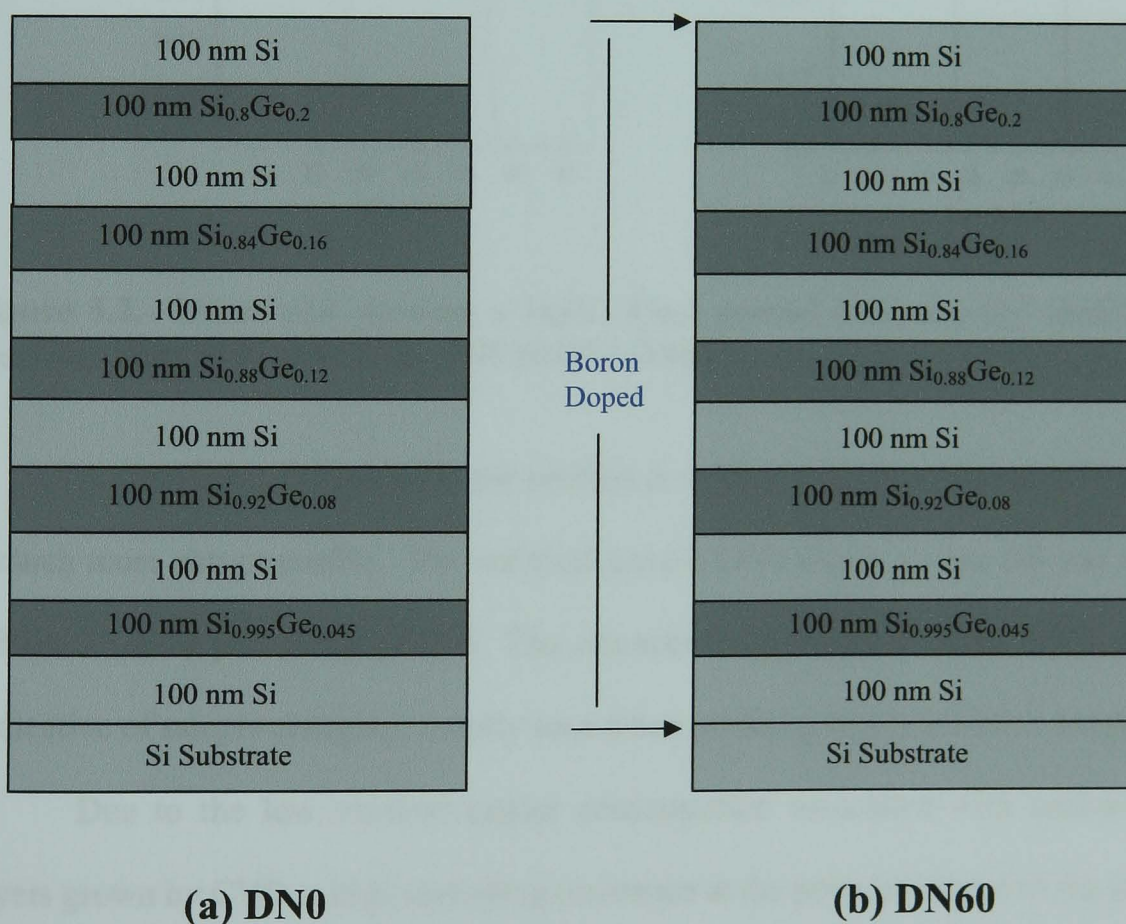 100 nm Si
100 nm Si0.8Ge0.2
100 nm Si
100 nm Si0.84Ge0.16
100 nm Si
100 nm Si0.88Ge0.12
100 nm Si
100 nm Si0.92Ge0.08
100 nm Si
100 nm Si0.995Ge0.045
100 nm Si
Si Substrate
(a) DN0
Boron
Doped
100 nm Si
100 nm Si0.8Ge0.2
100 nm Si
100 nm Si0.84Ge0.16
100 nm Si
100 nm Si0.88Ge0.12
100 nm Si
100 nm Si0.92Ge0.08
100 nm Si
100 nm Si0.995Ge0.045
100 nm Si
Si Substrate
(b) DN60
Due to the